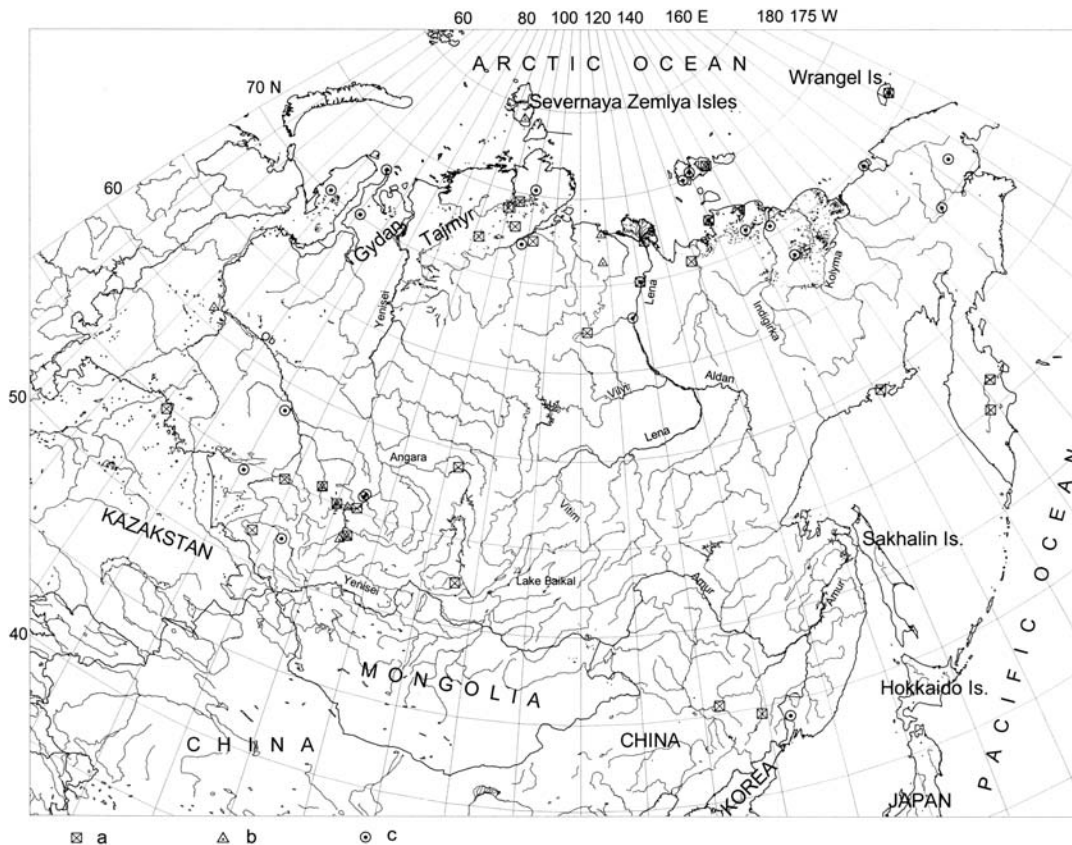 60 80 100 120 140 160 E 180 175 W
ARCTIC OCEAN
Wrangel Is.
70 N
Severnaya Zemlya Isles
60
Gydan
Tajmyr
Yenisei
Lena
Kolyma
Indigirka
Ob
50
Vilyi
Aldan
Lena
Angara
Vitim
KAZAKSTAN
Sakhalin Is.
Yenisei
Lake Baikal
Amur
Amur
40
MONGOLIA
Hokkaido Is.
PACIFIC OCEAN
CHINA
CHINA
KOREA
JAPAN
a b c